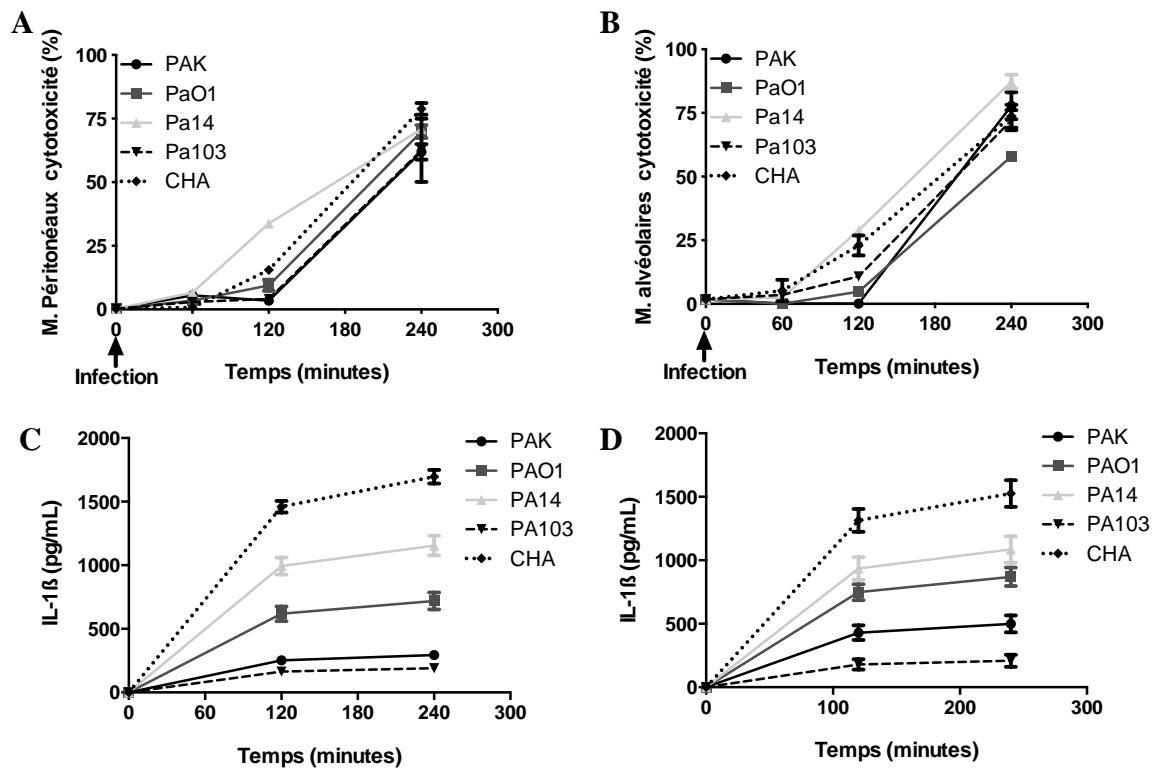 A
M. Péritonéaux cytotoxicité (%)
100
75
50
25
0
PAK
PaO1
Pa14
Pa103
CHA
0 60 120 180 240 300
Infection
Temps (minutes)
B
M. alvéolaires cytotoxicité (%)
100
75
50
25
0
PAK
PaO1
Pa14
Pa103
CHA
0 60 120 180 240 300
Infection
Temps (minutes)
C
IL-1ß (pg/mL)
2000
1500
1000
500
0
PAK
PAO1
PA14
PA103
CHA
0 60 120 180 240 300
Temps (minutes)
D
IL-1ß (pg/mL)
2000
1500
1000
500
0
PAK
PAO1
PA14
PA103
CHA
0 100 200 300
Temps (minutes)